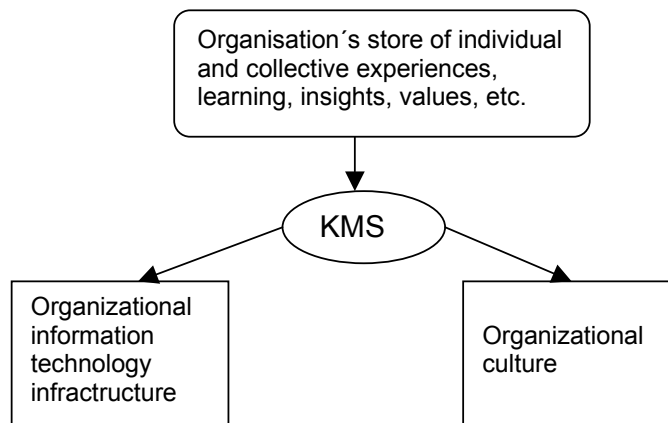 Organisation´s store of individual
and collective experiences,
learning, insights, values, etc.
KMS
Organizational
information
technology
infractructure
Organizational
culture